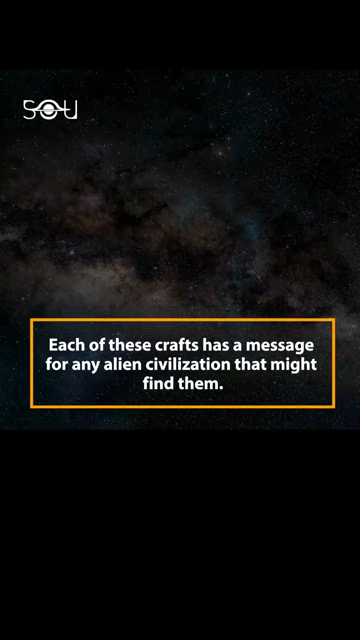 SOU
Each of these crafts has a message
for any alien civilization that might
find them.